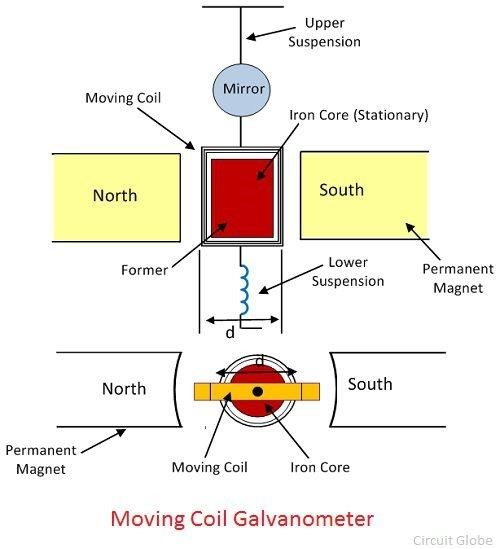 Upper
Suspension
Mirror
Moving Coil
Iron Core (Stationary)
North
South
Former
Lower
Suspension
Permanent
Magnet
d
d
North
South
Permanent
Magnet
Moving Coil
Iron Core
Moving Coil Galvanometer
Circuit Globe